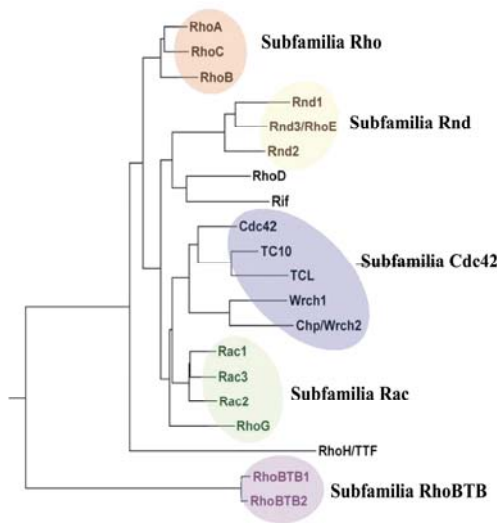 RhoA
Subfamilia Rho
RhoC
RhoB
Rnd1
Rnd3/RhoE
Subfamilia Rnd
Rnd2
RhoD
Rif
Cdc42
TC10
Subfamilia Cdc42
TCL
Wrch1
Chp/Wrch2
Rac1
Rac3
Subfamilia Rac
Rac2
RhoG
RhoH/TTF
RhoBTB1
Subfamilia RhoBTB
RhoBTB2